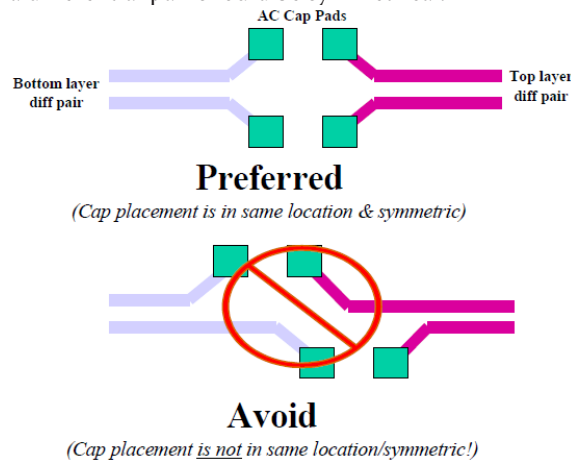 AC Cap Pads
Bottom layer
diff pair
Top layer
diff pair
Preferred
(Cap placement is in same location & symmetric)
Avoid
(Cap placement is not in same location/symmetric!)